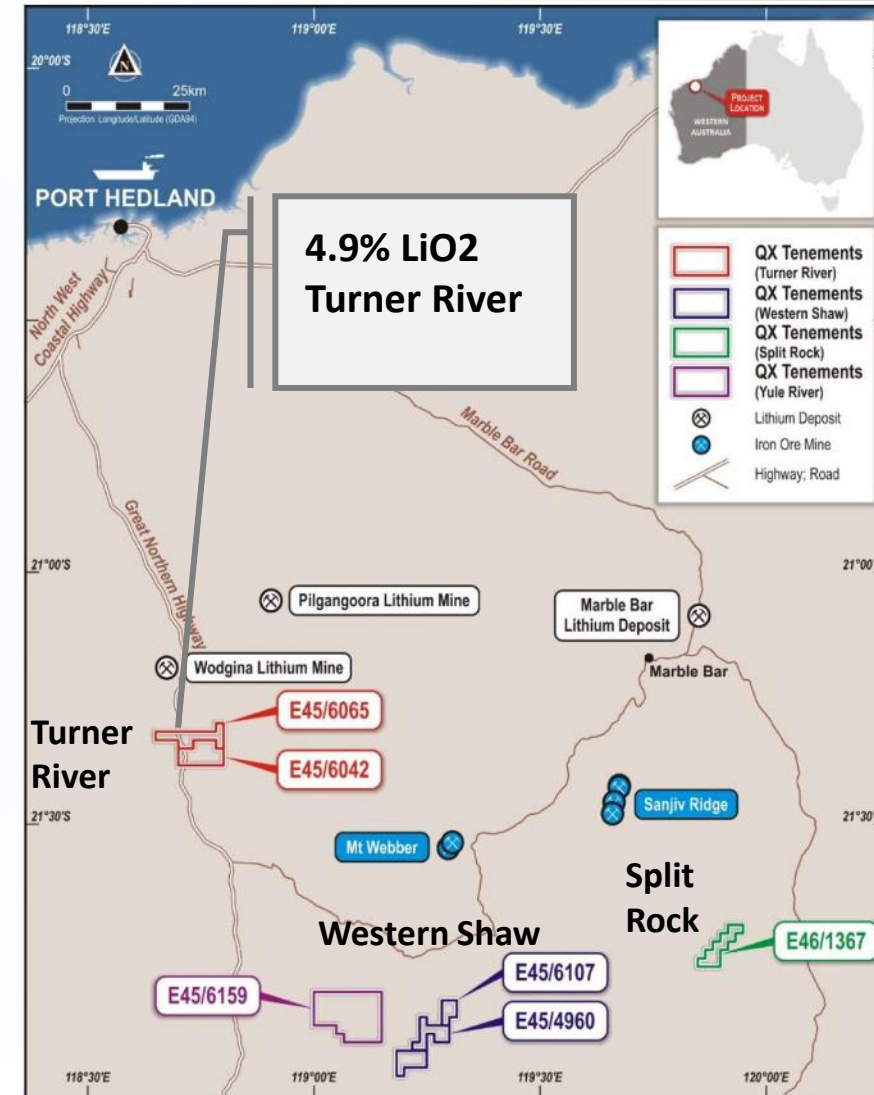 118°30'E
119°00'E
119°30'E
20°00'S
N
0 25km
Projection: Longitude/Latitude (GDA94)
PORT HEDLAND
PROJECT
LOCATION
WESTERN
AUSTRALIA
4.9% LiO2
Turner River
QX Tenements
(Turner River)
QX Tenements
(Western Shaw)
QX Tenements
(Split Rock)
QX Tenements
(Yule River)
Lithium Deposit
Iron Ore Mine
Highway; Road
North West
Coastal Highway
Marble Bar Road
Great Northern Highway
21°00'S
21°00'
Pilgangoora Lithium Mine
Marble Bar
Lithium Deposit
Wodgina Lithium Mine
Marble Bar
E45/6065
Turner
River
E45/6042
Sanjiv Ridge
21°30'S
21°30'
Mt Webber
Split
Rock
Western Shaw
E46/1367
E45/6107
E45/6159
E45/4960
118°30'E
119°00'E
119°30'E
120°00'E